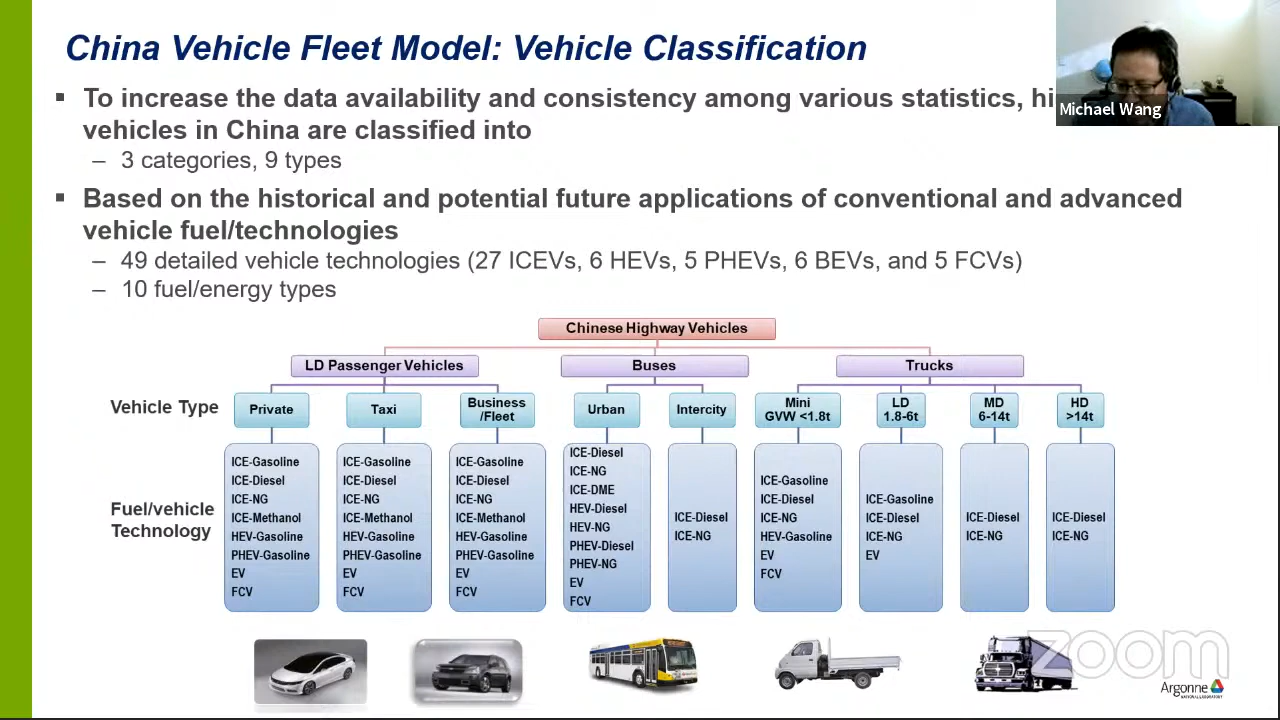 China Vehicle Fleet Model: Vehicle Classification
Michael Wang
▪ To increase the data availability and consistency among various statistics,
vehicles in China are classified into
– 3 categories, 9 types
▪ Based on the historical and potential future applications of conventional and advanced
vehicle fuel/technologies
– 49 detailed vehicle technologies (27 ICEVs, 6 HEVs, 5 PHEVs, 6 BEVs, and 5 FCVs)
– 10 fuel/energy types
Chinese Highway Vehicles
LD Passenger Vehicles
Buses
Trucks
Vehicle Type
Private
Taxi
Business
/Fleet
Urban
Intercity
Mini
GVW <1.8t
LD
1.8-6t
MD
6-14t
HD
>14t
Fuel/vehicle
Technology
ICE-Gasoline
ICE-Diesel
ICE-NG
ICE-Methanol
HEV-Gasoline
PHEV-Gasoline
EV
FCV
ICE-Gasoline
ICE-Diesel
ICE-NG
ICE-Methanol
HEV-Gasoline
PHEV-Gasoline
EV
FCV
ICE-Gasoline
ICE-Diesel
ICE-NG
ICE-Methanol
HEV-Gasoline
PHEV-Gasoline
EV
FCV
ICE-Diesel
ICE-NG
ICE-DME
HEV-Diesel
HEV-NG
PHEV-Diesel
PHEV-NG
EV
FCV
ICE-Diesel
ICE-NG
ICE-Gasoline
ICE-Diesel
ICE-NG
HEV-Gasoline
EV
FCV
ICE-Gasoline
ICE-Diesel
ICE-NG
EV
ICE-Diesel
ICE-NG
ICE-Diesel
ICE-NG
zoom
Argonne
NATIONAL LABORATORY